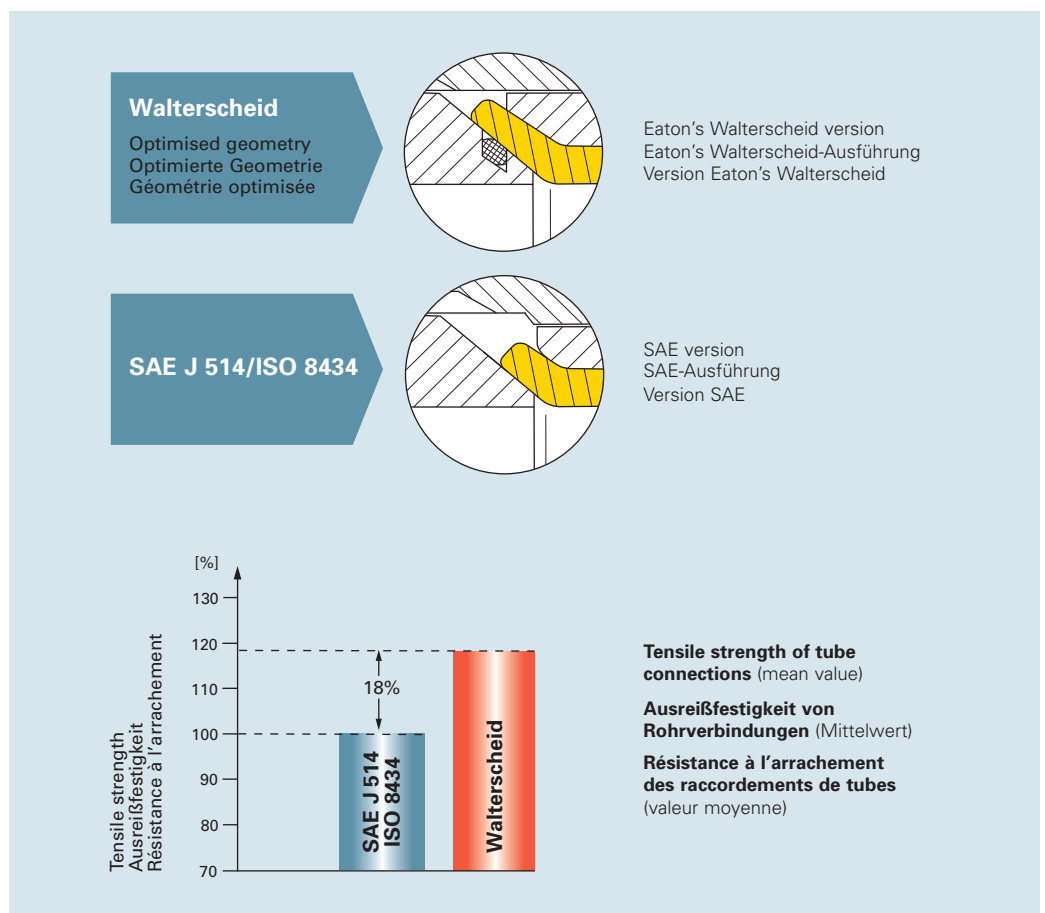 Walterscheid
Optimised geometry
Optimierte Geometrie
Géométrie optimisée
Eaton's Walterscheid version
Eaton's Walterscheid-Ausführung
Version Eaton's Walterscheid
SAE J 514/ISO 8434
SAE version
SAE-Ausführung
Version SAE
[%]
130
120
110
100
90
80
70
Tensile strength
Ausreißfestigkeit
Résistance à l'arrachement
18%
SAE J 514
ISO 8434
Walterscheid
Tensile strength of tube
connections (mean value)
Ausreißfestigkeit von
Rohrverbindungen (Mittelwert)
Résistance à l'arrachement
des raccordements de tubes
(valeur moyenne)